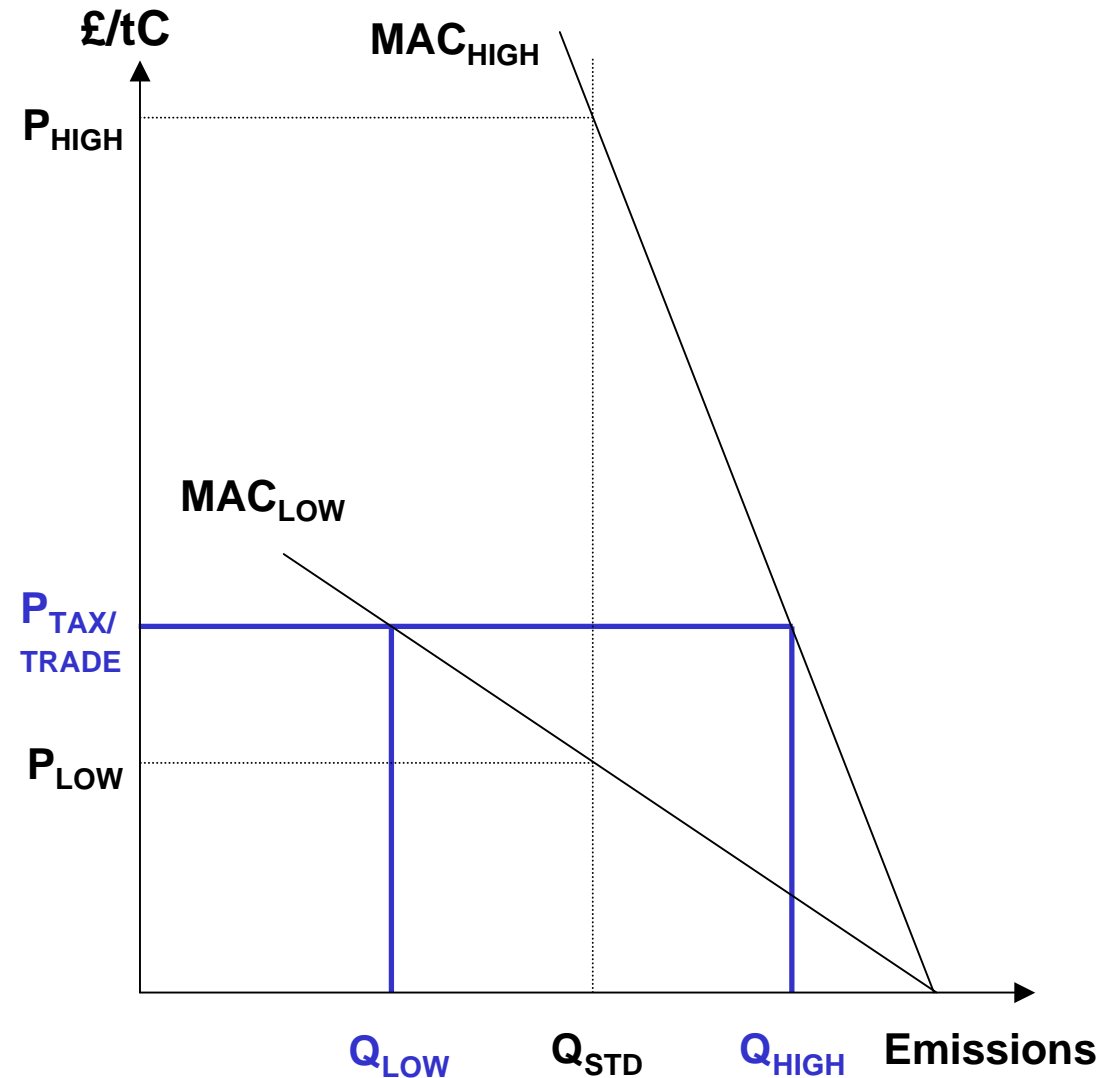 £/tC
MAC_HIGH
P_HIGH
MAC_LOW
P_TAX/
TRADE
P_LOW
Q_LOW
Q_STD
Q_HIGH
Emissions